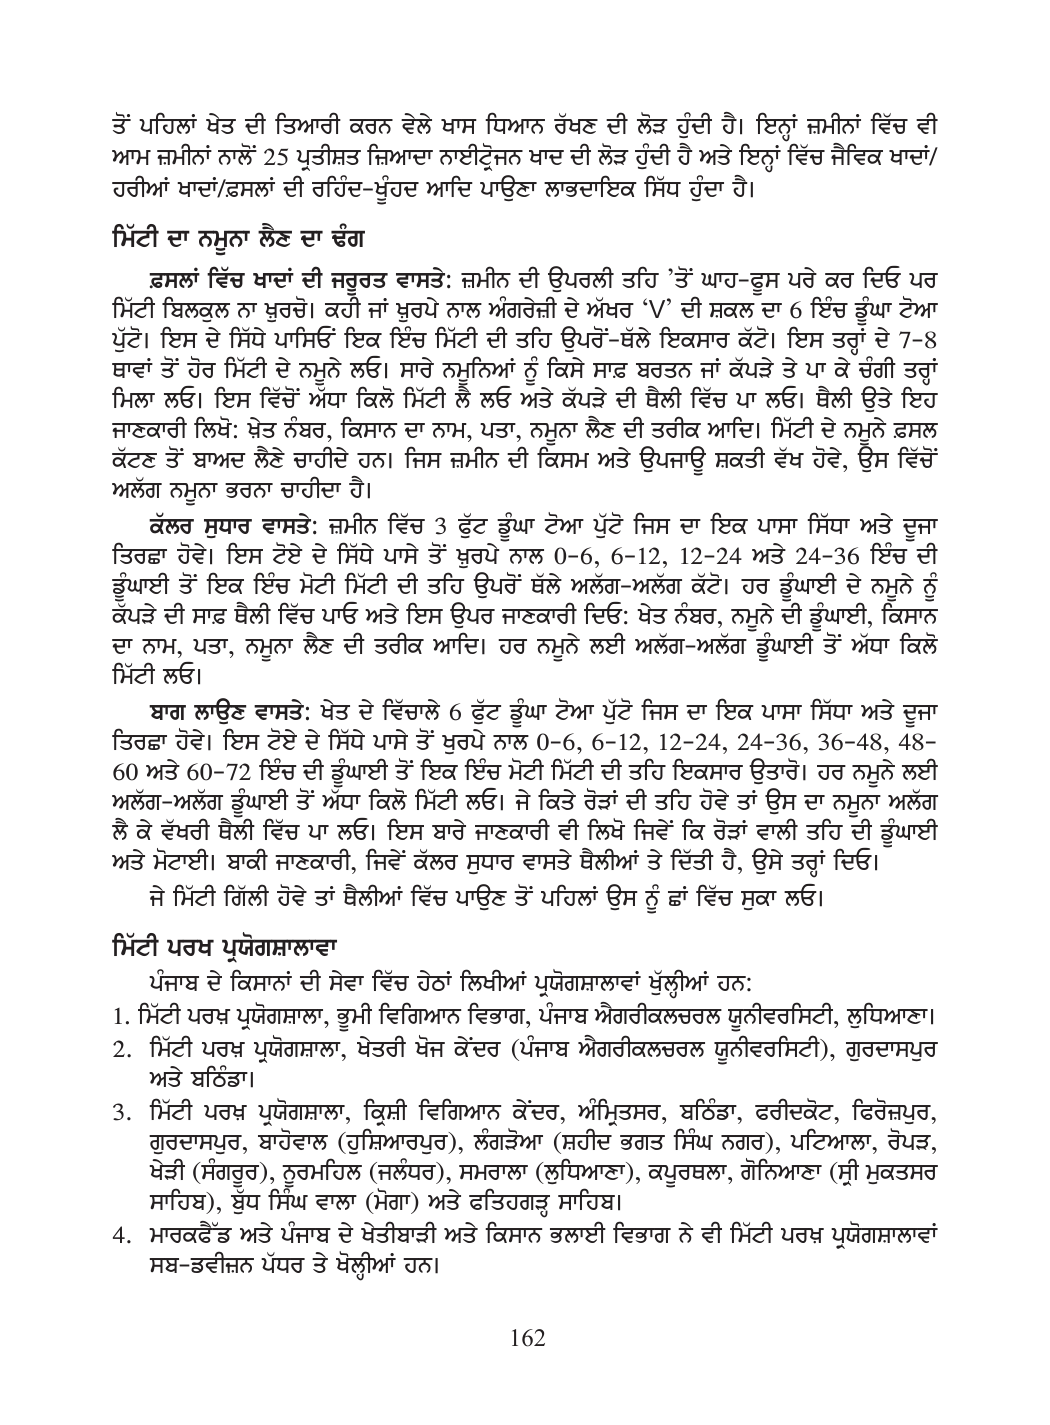 ਤੋਂ ਪਹਿਲਾਂ ਖੇਤ ਦੀ ਤਿਆਰੀ ਕਰਨ ਵੇਲੇ ਖਾਸ ਧਿਆਨ ਰੱਖਣ ਦੀ ਲੋੜ ਹੁੰਦੀ ਹੈ। ਇਨ੍ਹਾਂ ਜ਼ਮੀਨਾਂ ਵਿੱਚ ਵੀ
ਆਮ ਜ਼ਮੀਨਾਂ ਨਾਲੋਂ 25 ਪ੍ਰਤੀਸ਼ਤ ਜ਼ਿਆਦਾ ਨਾਈਟ੍ਰੋਜਨ ਖਾਦ ਦੀ ਲੋੜ ਹੁੰਦੀ ਹੈ ਅਤੇ ਇਨ੍ਹਾਂ ਵਿੱਚ ਜੈਵਿਕ ਖਾਦਾਂ/
ਹਰੀਆਂ ਖਾਦਾਂ/ਫ਼ਸਲਾਂ ਦੀ ਰਹਿੰਦ-ਖੂੰਹਦ ਆਦਿ ਪਾਉਣਾ ਲਾਭਦਾਇਕ ਸਿੱਧ ਹੁੰਦਾ ਹੈ।
ਮਿੱਟੀ ਦਾ ਨਮੂਨਾ ਲੈਣ ਦਾ ਢੰਗ
ਫ਼ਸਲਾਂ ਵਿੱਚ ਖਾਦਾਂ ਦੀ ਜਰੂਰਤ ਵਾਸਤੇ: ਜ਼ਮੀਨ ਦੀ ਉਪਰਲੀ ਤਹਿ ’ਤੋਂ ਘਾਹ-ਫੂਸ ਪਰੇ ਕਰ ਦਿਓ ਪਰ
ਮਿੱਟੀ ਬਿਲਕੁਲ ਨਾ ਖ਼ੁਰਚੋ। ਕਹੀ ਜਾਂ ਖ਼ੁਰਪੇ ਨਾਲ ਅੰਗਰੇਜ਼ੀ ਦੇ ਅੱਖਰ ‘V’ ਦੀ ਸ਼ਕਲ ਦਾ 6 ਇੰਚ ਡੂੰਘਾ ਟੋਆ
ਪੁੱਟੋ। ਇਸ ਦੇ ਸਿੱਧੇ ਪਾਸਿਓਂ ਇਕ ਇੰਚ ਮਿੱਟੀ ਦੀ ਤਹਿ ਉਪਰੋਂ-ਥੱਲੇ ਇਕਸਾਰ ਕੱਟੋ। ਇਸ ਤਰ੍ਹਾਂ ਦੇ 7-8
ਥਾਵਾਂ ਤੋਂ ਹੋਰ ਮਿੱਟੀ ਦੇ ਨਮੂਨੇ ਲਓ। ਸਾਰੇ ਨਮੂਨਿਆਂ ਨੂੰ ਕਿਸੇ ਸਾਫ਼ ਬਰਤਨ ਜਾਂ ਕੱਪੜੇ ਤੇ ਪਾ ਕੇ ਚੰਗੀ ਤਰ੍ਹਾਂ
ਮਿਲਾ ਲਓ। ਇਸ ਵਿੱਚੋਂ ਅੱਧਾ ਕਿਲੋ ਮਿੱਟੀ ਲੈ ਲਓ ਅਤੇ ਕੱਪੜੇ ਦੀ ਥੈਲੀ ਵਿੱਚ ਪਾ ਲਓ। ਥੈਲੀ ਉਤੇ ਇਹ
ਜਾਣਕਾਰੀ ਲਿਖੋ: ਖ਼ੇਤ ਨੰਬਰ, ਕਿਸਾਨ ਦਾ ਨਾਮ, ਪਤਾ, ਨਮੂਨਾ ਲੈਣ ਦੀ ਤਰੀਕ ਆਦਿ। ਮਿੱਟੀ ਦੇ ਨਮੂਨੇ ਫ਼ਸਲ
ਕੱਟਣ ਤੋਂ ਬਾਅਦ ਲੈਣੇ ਚਾਹੀਦੇ ਹਨ। ਜਿਸ ਜ਼ਮੀਨ ਦੀ ਕਿਸਮ ਅਤੇ ਉਪਜਾਊ ਸ਼ਕਤੀ ਵੱਖ ਹੋਵੇ, ਉਸ ਵਿੱਚੋਂ
ਅਲੱਗ ਨਮੂਨਾ ਭਰਨਾ ਚਾਹੀਦਾ ਹੈ।
ਕੱਲਰ ਸੁਧਾਰ ਵਾਸਤੇ: ਜ਼ਮੀਨ ਵਿੱਚ 3 ਫੁੱਟ ਡੂੰਘਾ ਟੋਆ ਪੁੱਟੋ ਜਿਸ ਦਾ ਇਕ ਪਾਸਾ ਸਿੱਧਾ ਅਤੇ ਦੂਜਾ
ਤਿਰਛਾ ਹੋਵੇ। ਇਸ ਟੋਏ ਦੇ ਸਿੱਧੇ ਪਾਸੇ ਤੋਂ ਖ਼ੁਰਪੇ ਨਾਲ 0-6, 6-12, 12-24 ਅਤੇ 24-36 ਇੰਚ ਦੀ
ਡੂੰਘਾਈ ਤੋਂ ਇਕ ਇੰਚ ਮੋਟੀ ਮਿੱਟੀ ਦੀ ਤਹਿ ਉਪਰੋਂ ਥੱਲੇ ਅਲੱਗ-ਅਲੱਗ ਕੱਟੋ। ਹਰ ਡੂੰਘਾਈ ਦੇ ਨਮੂਨੇ ਨੂੰ
ਕੱਪੜੇ ਦੀ ਸਾਫ਼ ਥੈਲੀ ਵਿੱਚ ਪਾਓ ਅਤੇ ਇਸ ਉਪਰ ਜਾਣਕਾਰੀ ਦਿਓ: ਖੇਤ ਨੰਬਰ, ਨਮੂਨੇ ਦੀ ਡੂੰਘਾਈ, ਕਿਸਾਨ
ਦਾ ਨਾਮ, ਪਤਾ, ਨਮੂਨਾ ਲੈਣ ਦੀ ਤਰੀਕ ਆਦਿ। ਹਰ ਨਮੂਨੇ ਲਈ ਅਲੱਗ-ਅਲੱਗ ਡੂੰਘਾਈ ਤੋਂ ਅੱਧਾ ਕਿਲੋ
ਮਿੱਟੀ ਲਓ।
ਬਾਗ ਲਾਉਣ ਵਾਸਤੇ: ਖੇਤ ਦੇ ਵਿੱਚਾਲੇ 6 ਫੁੱਟ ਡੂੰਘਾ ਟੋਆ ਪੁੱਟੋ ਜਿਸ ਦਾ ਇਕ ਪਾਸਾ ਸਿੱਧਾ ਅਤੇ ਦੂਜਾ
ਤਿਰਛਾ ਹੋਵੇ। ਇਸ ਟੋਏ ਦੇ ਸਿੱਧੇ ਪਾਸੇ ਤੋਂ ਖੁਰਪੇ ਨਾਲ 0-6, 6-12, 12-24, 24-36, 36-48, 48-
60 ਅਤੇ 60-72 ਇੰਚ ਦੀ ਡੂੰਘਾਈ ਤੋਂ ਇਕ ਇੰਚ ਮੋਟੀ ਮਿੱਟੀ ਦੀ ਤਹਿ ਇਕਸਾਰ ਉਤਾਰੋ। ਹਰ ਨਮੂਨੇ ਲਈ
ਅਲੱਗ-ਅਲੱਗ ਡੂੰਘਾਈ ਤੋਂ ਅੱਧਾ ਕਿਲੋ ਮਿੱਟੀ ਲਓ। ਜੇ ਕਿਤੇ ਰੋੜਾਂ ਦੀ ਤਹਿ ਹੋਵੇ ਤਾਂ ਉਸ ਦਾ ਨਮੂਨਾ ਅਲੱਗ
ਲੈ ਕੇ ਵੱਖਰੀ ਥੈਲੀ ਵਿੱਚ ਪਾ ਲਓ। ਇਸ ਬਾਰੇ ਜਾਣਕਾਰੀ ਵੀ ਲਿਖੋ ਜਿਵੇਂ ਕਿ ਰੋੜਾਂ ਵਾਲੀ ਤਹਿ ਦੀ ਡੂੰਘਾਈ
ਅਤੇ ਮੋਟਾਈ। ਬਾਕੀ ਜਾਣਕਾਰੀ, ਜਿਵੇਂ ਕੱਲਰ ਸੁਧਾਰ ਵਾਸਤੇ ਥੈਲੀਆਂ ਤੇ ਦਿੱਤੀ ਹੈ, ਉਸੇ ਤਰ੍ਹਾਂ ਦਿਓ।
ਜੇ ਮਿੱਟੀ ਗਿੱਲੀ ਹੋਵੇ ਤਾਂ ਥੈਲੀਆਂ ਵਿੱਚ ਪਾਉਣ ਤੋਂ ਪਹਿਲਾਂ ਉਸ ਨੂੰ ਛਾਂ ਵਿੱਚ ਸੁਕਾ ਲਓ।
ਮਿੱਟੀ ਪਰਖ ਪ੍ਰਯੋਗਸ਼ਾਲਾਵਾ
ਪੰਜਾਬ ਦੇ ਕਿਸਾਨਾਂ ਦੀ ਸੇਵਾ ਵਿੱਚ ਹੇਠਾਂ ਲਿਖੀਆਂ ਪ੍ਰਯੋਗਸ਼ਾਲਾਵਾਂ ਖੁੱਲ੍ਹੀਆਂ ਹਨ:
1. ਮਿੱਟੀ ਪਰਖ਼ ਪ੍ਰਯੋਗਸ਼ਾਲਾ, ਭੂਮੀ ਵਿਗਿਆਨ ਵਿਭਾਗ, ਪੰਜਾਬ ਐਗਰੀਕਲਚਰਲ ਯੂਨੀਵਰਸਿਟੀ, ਲੁਧਿਆਣਾ।
2. ਮਿੱਟੀ ਪਰਖ਼ ਪ੍ਰਯੋਗਸ਼ਾਲਾ, ਖੇਤਰੀ ਖੋਜ ਕੇਂਦਰ (ਪੰਜਾਬ ਐਗਰੀਕਲਚਰਲ ਯੂਨੀਵਰਸਿਟੀ), ਗੁਰਦਾਸਪੁਰ
ਅਤੇ ਬਠਿੰਡਾ।
3. ਮਿੱਟੀ ਪਰਖ਼ ਪ੍ਰਯੋਗਸ਼ਾਲਾ, ਕ੍ਰਿਸ਼ੀ ਵਿਗਿਆਨ ਕੇਂਦਰ, ਅੰਮ੍ਰਿਤਸਰ, ਬਠਿੰਡਾ, ਫਰੀਦਕੋਟ, ਫਿਰੋਜ਼ਪੁਰ,
ਗੁਰਦਾਸਪੁਰ, ਬਾਹੋਵਾਲ (ਹੁਸ਼ਿਆਰਪੁਰ), ਲੰਗੜੋਆ (ਸ਼ਹੀਦ ਭਗਤ ਸਿੰਘ ਨਗਰ), ਪਟਿਆਲਾ, ਰੋਪੜ,
ਖੇੜੀ (ਸੰਗਰੂਰ), ਨੂਰਮਹਿਲ (ਜਲੰਧਰ), ਸਮਰਾਲਾ (ਲੁਧਿਆਣਾ), ਕਪੂਰਥਲਾ, ਗੋਨਿਆਣਾ (ਸ੍ਰੀ ਮੁਕਤਸਰ
ਸਾਹਿਬ), ਬੁੱਧ ਸਿੰਘ ਵਾਲਾ (ਮੋਗਾ) ਅਤੇ ਫਤਿਹਗੜ੍ਹ ਸਾਹਿਬ।
4. ਮਾਰਕਫੈੱਡ ਅਤੇ ਪੰਜਾਬ ਦੇ ਖੇਤੀਬਾੜੀ ਅਤੇ ਕਿਸਾਨ ਭਲਾਈ ਵਿਭਾਗ ਨੇ ਵੀ ਮਿੱਟੀ ਪਰਖ਼ ਪ੍ਰਯੋਗਸ਼ਾਲਾਵਾਂ
ਸਬ-ਡਵੀਜ਼ਨ ਪੱਧਰ ਤੇ ਖੋਲ੍ਹੀਆਂ ਹਨ।
162